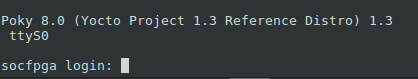 Poky 8.0 (Yocto Project 1.3 Reference Distro) 1.3
ttyS0
socfpga login: